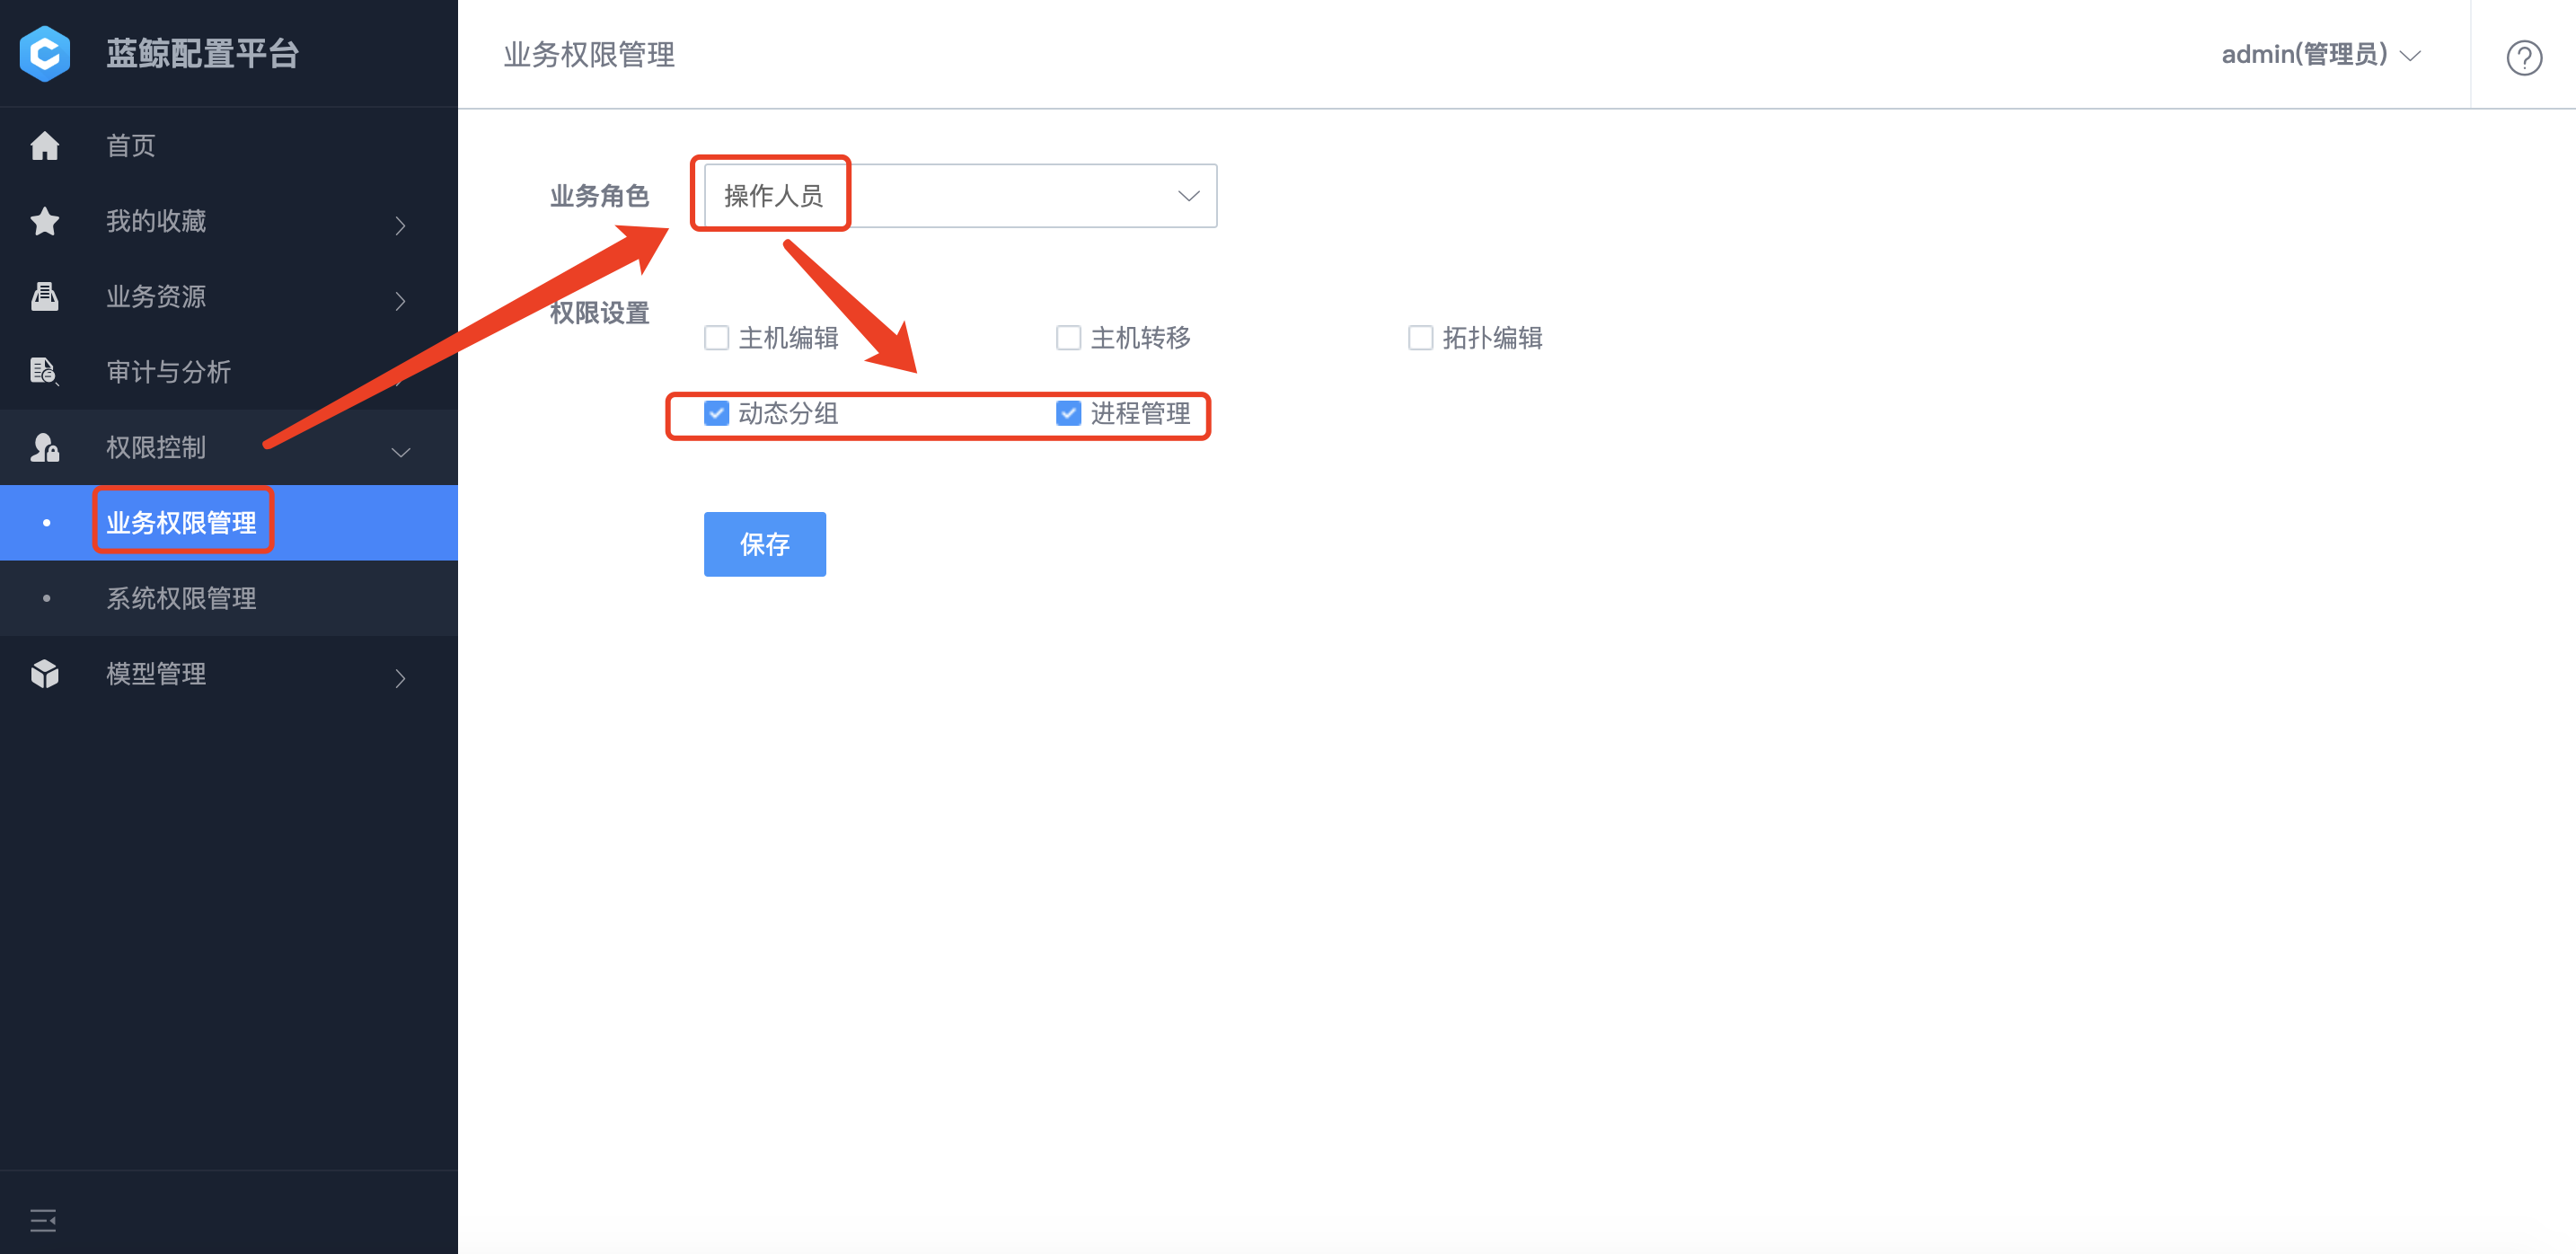 蓝鲸配置平台
首页
我的收藏
业务资源
审计与分析
权限控制
业务权限管理
系统权限管理
模型管理
业务权限管理
admin(管理员)
业务角色
操作人员
权限设置
主机编辑
主机转移
拓扑编辑
动态分组
进程管理
保存